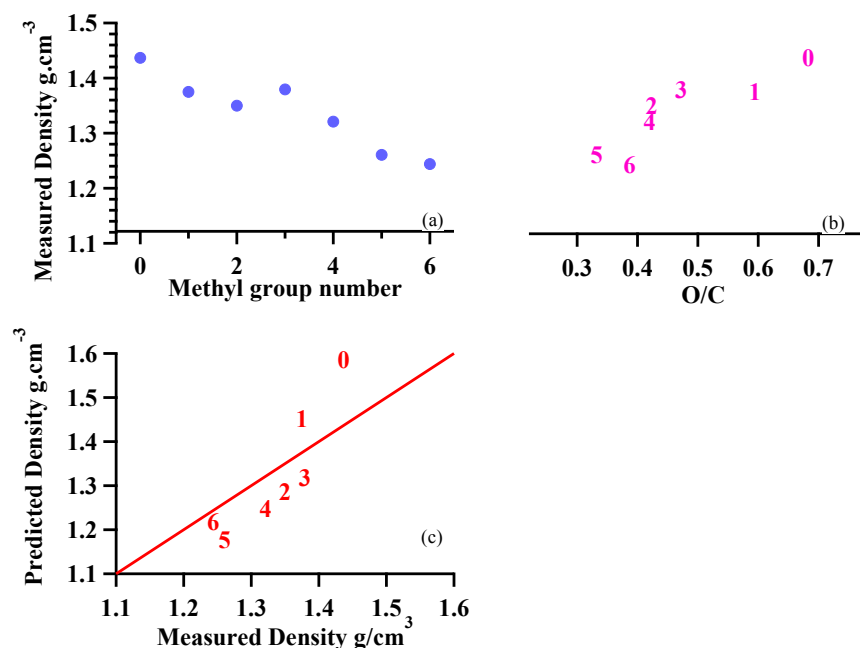 Measured Density g.cm-3
1.5
1.4
1.3
1.2
1.1
0 2 4 6
Methyl group number
(a)
0
1
2
3
4
5
6
0.3 0.4 0.5 0.6 0.7
O/C
(b)
Predicted Density g.cm-3
1.6
1.5
1.4
1.3
1.2
1.1
0
1
2
3
4
5
6
(c)
1.1 1.2 1.3 1.4 1.5 1.6
Measured Density g/cm3